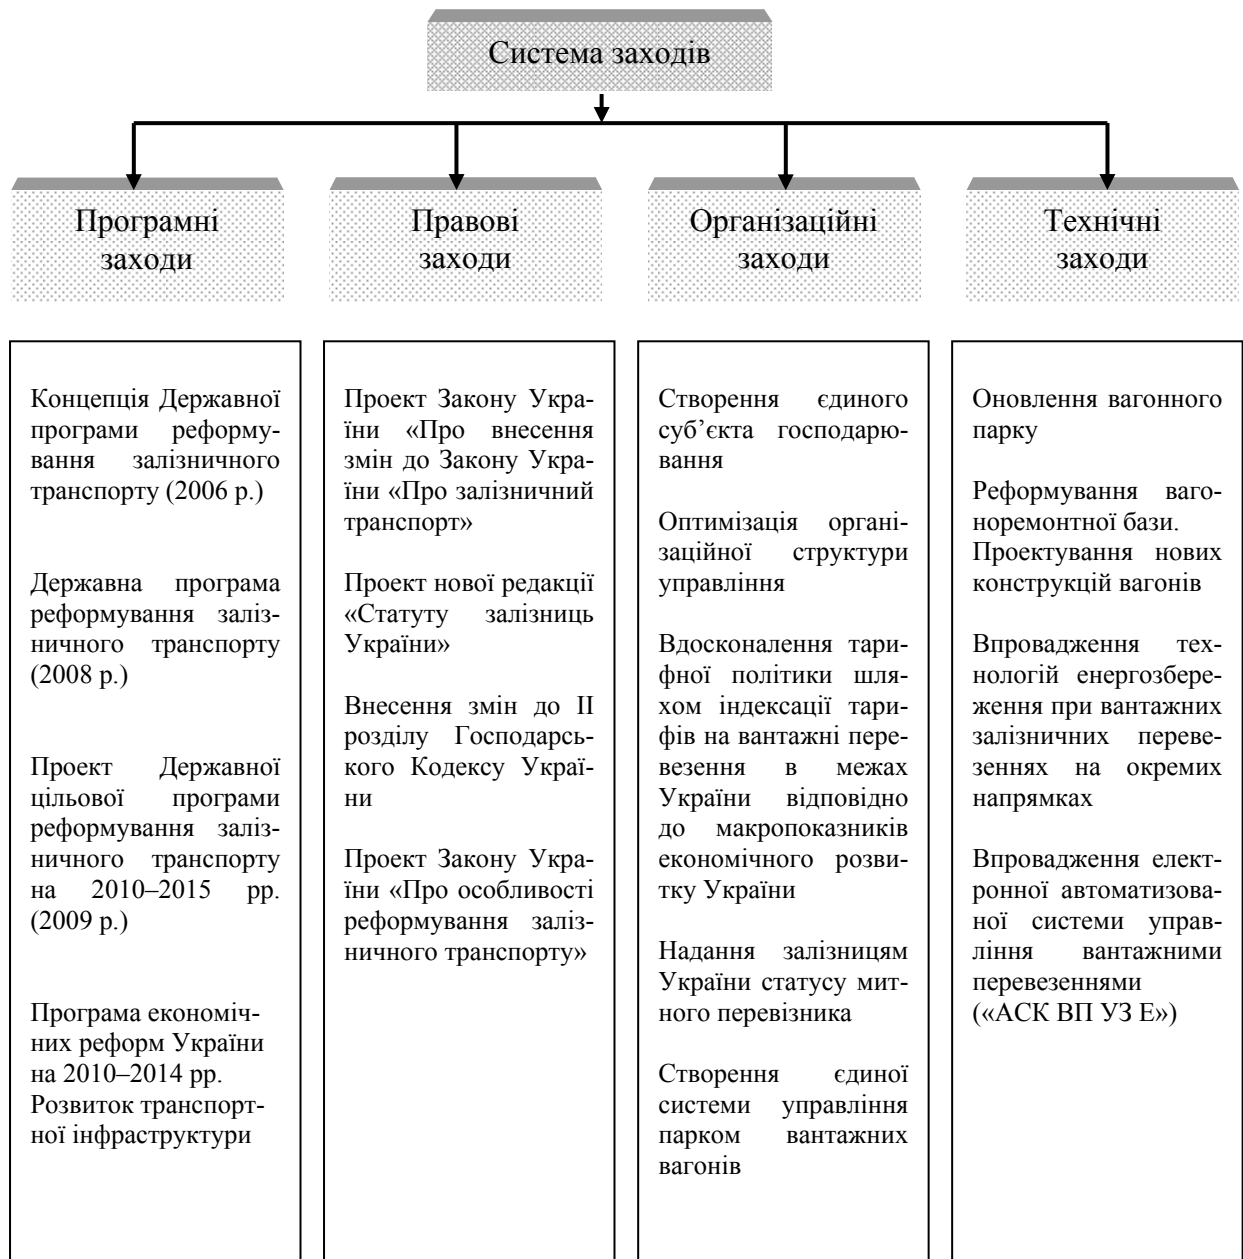 Система заходів
Програмні
заходи
Правові
заходи
Організаційні
заходи
Технічні
заходи
Концепція Державної
програми реформу-
вання залізничного
транспорту (2006 р.)
Державна програма
реформування заліз-
ничного транспорту
(2008 р.)
Проект Державної
цільової програми
реформування заліз-
ничного транспорту
на 2010–2015 рр.
(2009 р.)
Програма економіч-
них реформ України
на 2010–2014 рр.
Розвиток транспорт-
ної інфраструктури
Проект Закону Укра-
їни «Про внесення
змін до Закону Укра-
їни «Про залізничний
транспорт»
Проект нової редакції
«Статуту залізниць
України»
Внесення змін до ІІ
розділу Господарсь-
кого Кодексу Украї-
ни
Проект Закону Укра-
їни «Про особливості
реформування заліз-
ничного транспорту»
Створення єдиного
суб’єкта господарю-
вання
Оптимізація органі-
заційної структури
управління
Вдосконалення тари-
фної політики шля-
хом індексації тари-
фів на вантажні пере-
везення в межах
України відповідно
до макропоказників
економічного розви-
тку України
Надання залізницям
України статусу мит-
ного перевізника
Створення єдиної
системи управління
парком вантажних
вагонів
Оновлення вагонного
парку
Реформування ваго-
норемонтної бази.
Проектування нових
конструкцій вагонів
Впровадження тех-
нологій енергозбере-
ження при вантажних
залізничних переве-
зеннях на окремих
напрямках
Впровадження елект-
ронної автоматизова-
ної системи управ-
ління вантажними
перевезеннями
(«АСК ВП УЗ Е»)